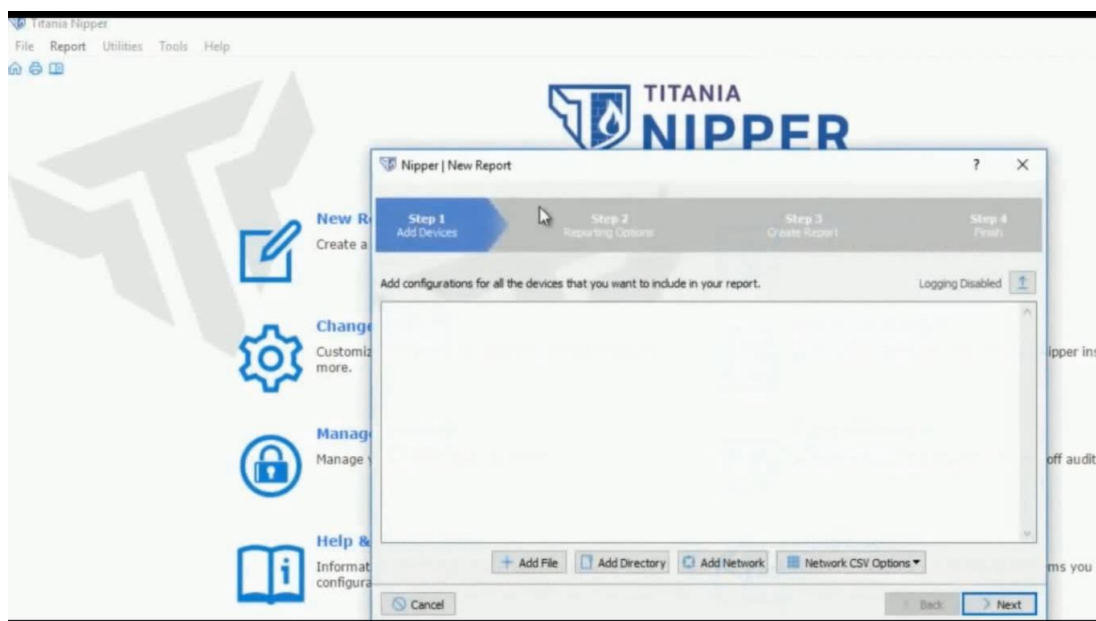 Titania Nipper
File Report Utilities Tools Help
TITANIA
NIPPER
Nipper | New Report ? ×
Step 1 Step 2 Step 3 Step 4
Add Devices Reporting Options Create Report Finish
Add configurations for all the devices that you want to include in your report. Logging Disabled
New R
Create a
Change
Customiz
more.
ipper ins
Manag
Manage
off audit
Help &
Informat
configura
ms you
Add File Add Directory Add Network Network CSV Options
Cancel Back Next